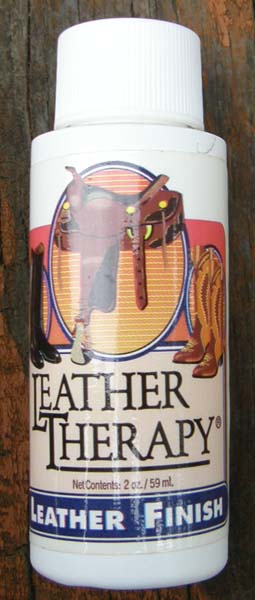 LEATHER
THERAPY®
Net Contents: 2 oz./59 ml.
LEATHER FINISH